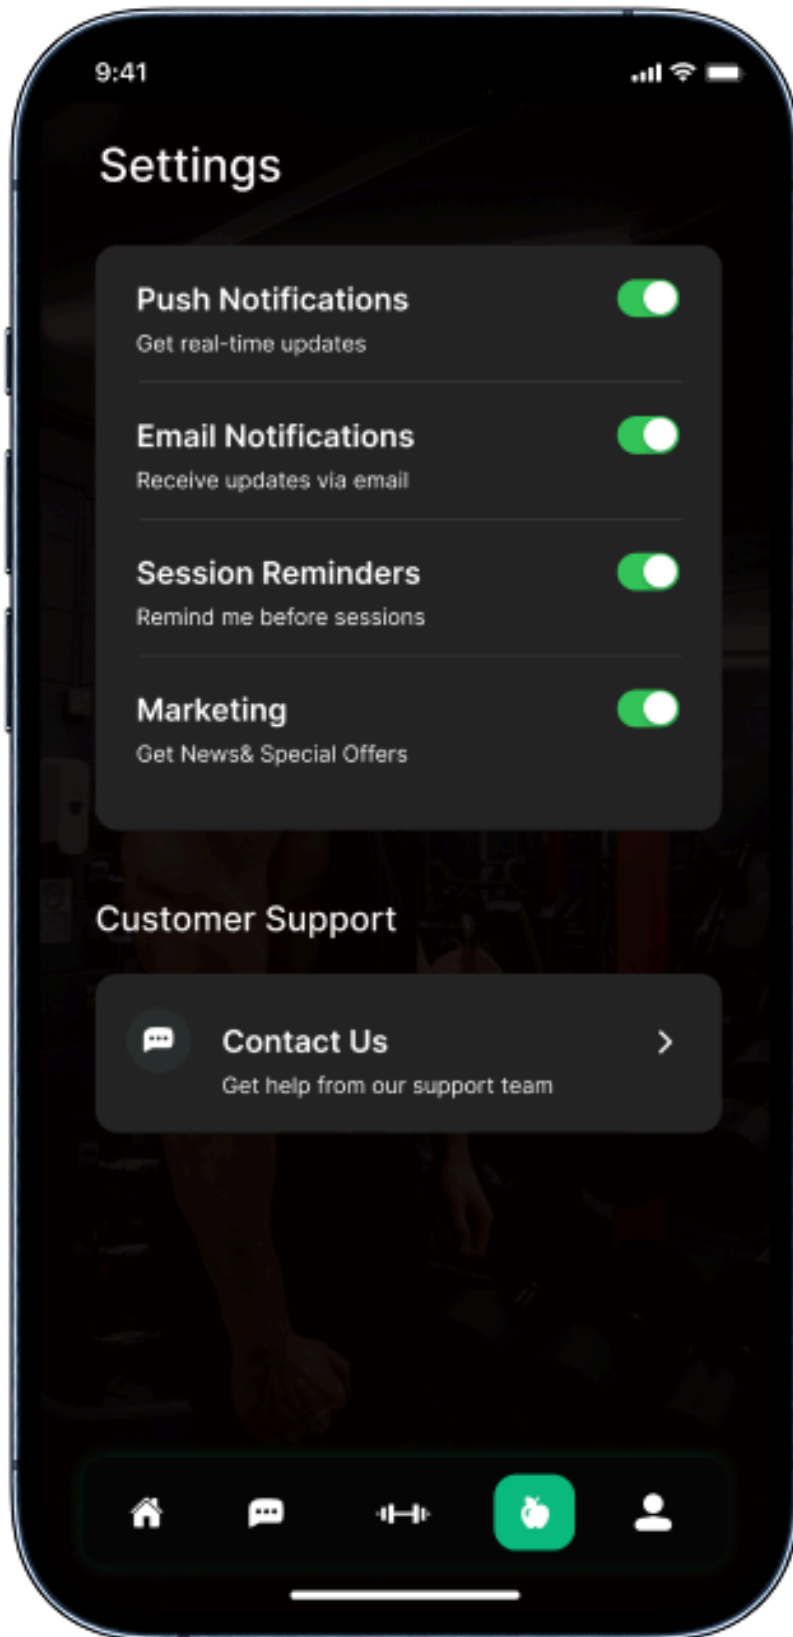 9:41
Settings
Push Notifications
Get real-time updates
Email Notifications
Receive updates via email
Session Reminders
Remind me before sessions
Marketing
Get News& Special Offers
Customer Support
Contact Us
Get help from our support team